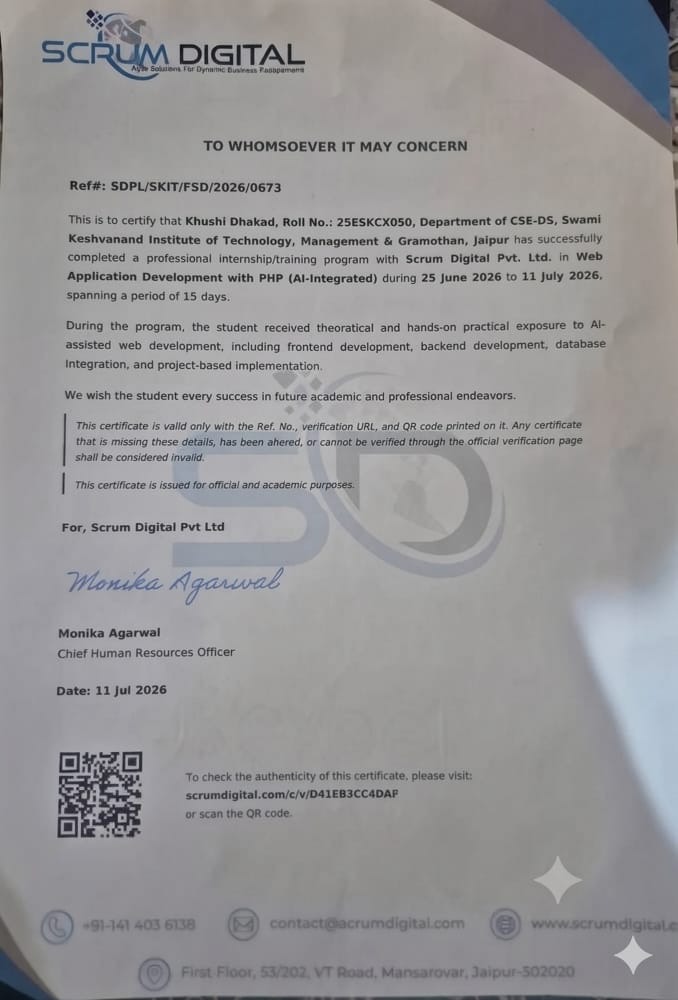 SCRUM DIGITAL
Agile Solutions For Dynamic Business Reqapamens
TO WHOMSOEVER IT MAY CONCERN
Ref#: SDPL/SKIT/FSD/2026/0673
This is to certify that Khushi Dhakad, Roll No.: 25ESKCX050, Department of CSE-DS, Swami
Keshvanand Institute of Technology, Management & Gramothan, Jaipur has successfully
completed a professional internship/training program with Scrum Digital Pvt. Ltd. in Web
Application Development with PHP (AI-Integrated) during 25 June 2026 to 11 July 2026,
spanning a period of 15 days.
During the program, the student received theoratical and hands-on practical exposure to AI-
assisted web development, including frontend development, backend development, database
Integration, and project-based implementation.
We wish the student every success in future academic and professional endeavors.
This certificate is valid only with the Ref. No., verification URL, and QR code printed on it. Any certificate
that is missing these details, has been ahered, or cannot be verified through the official verification page
shall be considered invalid.
This certificate is issued for official and academic purposes.
SD
For, Scrum Digital Pvt Ltd
Monika Agarwal
Monika Agarwal
Chief Human Resources Officer
Date: 11 Jul 2026
To check the authenticity of this certificate, please visit:
scrumdigital.com/c/v/D41EB3CC4DAF
or scan the QR code.
+91-141 403 6138
contact@acrumdigital.com
www.scrumdigital.c
First Floor, 53/202, VT Road, Mansarovar, Jaipur-502020